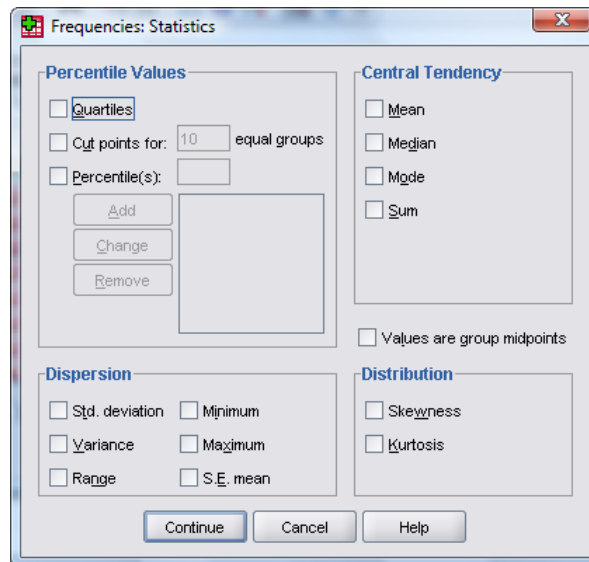 Frequencies: Statistics
Percentile Values
Quartiles
Cut points for: 10 equal groups
Percentile(s):
Add
Change
Remove
Central Tendency
Mean
Median
Mode
Sum
Values are group midpoints
Dispersion
Std. deviation Minimum
Variance Maximum
Range S.E. mean
Distribution
Skewness
Kurtosis
Continue Cancel Help